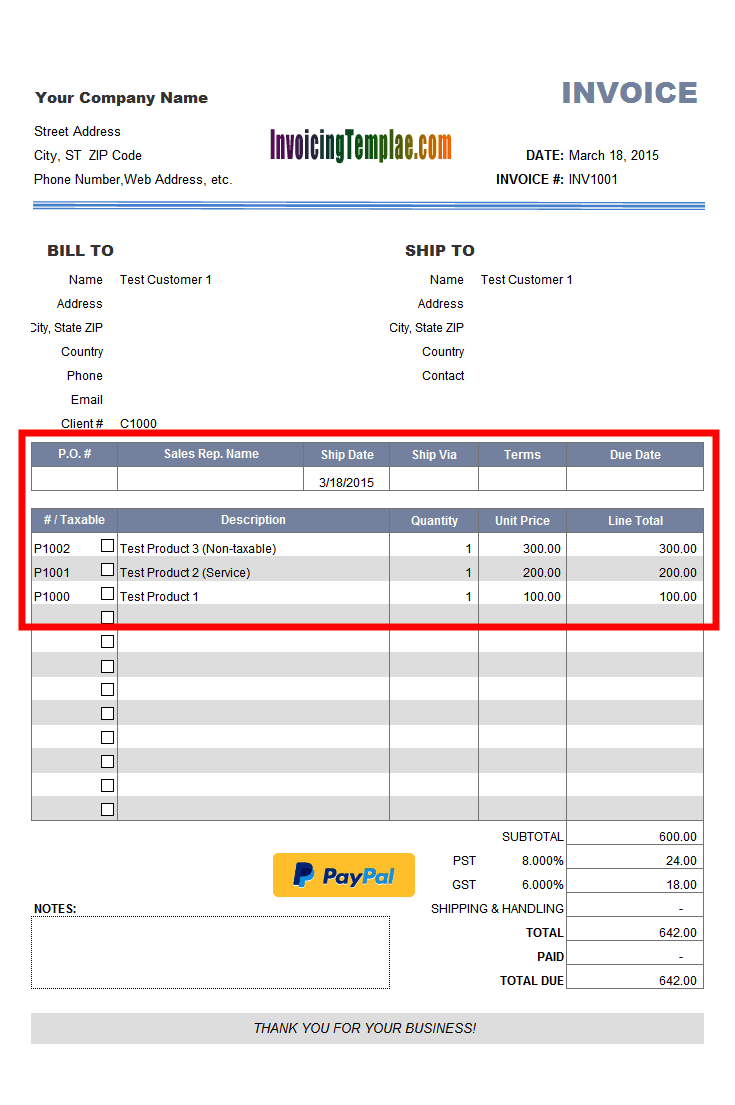 INVOICE
Your Company Name
Street Address
InvoicingTemplae.com
City, ST  ZIP Code
DATE: March 18, 2015
Phone Number,Web Address, etc.
INVOICE #: INV1001
BILL TO
SHIP TO
Name Test Customer 1
Name Test Customer 1
Address
Address
City, State ZIP
City, State ZIP
Country
Country
Phone
Contact
Email
Client # C1000
P.O. # Sales Rep. Name Ship Date Ship Via Terms Due Date
3/18/2015
# / Taxable Description Quantity Unit Price Line Total
P1002 Test Product 3 (Non-taxable) 1 300.00 300.00
P1001 Test Product 2 (Service) 1 200.00 200.00
P1000 Test Product 1 1 100.00 100.00
SUBTOTAL 600.00
PST 8.000% 24.00
PayPal
GST 6.000% 18.00
NOTES:
SHIPPING & HANDLING -
TOTAL 642.00
PAID -
TOTAL DUE 642.00
THANK YOU FOR YOUR BUSINESS!